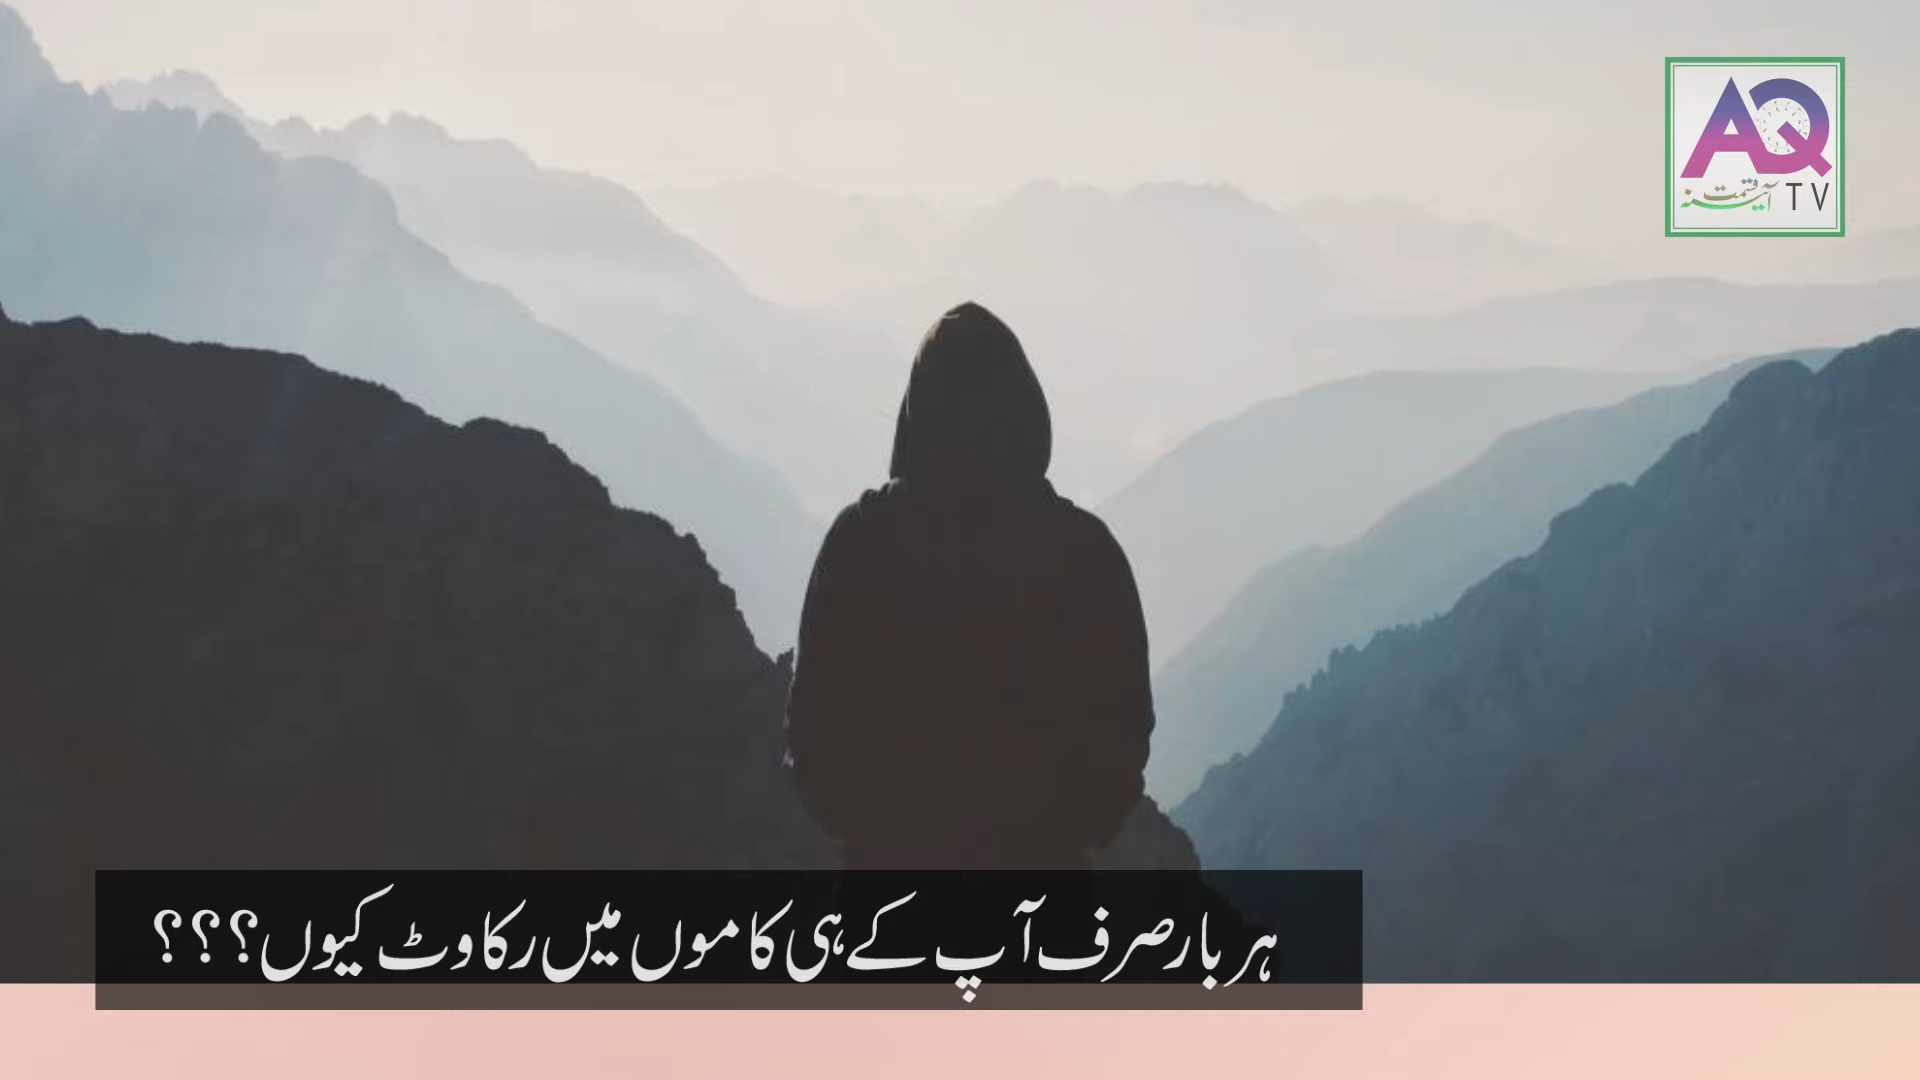 AQ
آئینہ قسمت TV
ہر بار صرف آپ کے ہی کاموں میں رکاوٹ کیوں؟؟؟